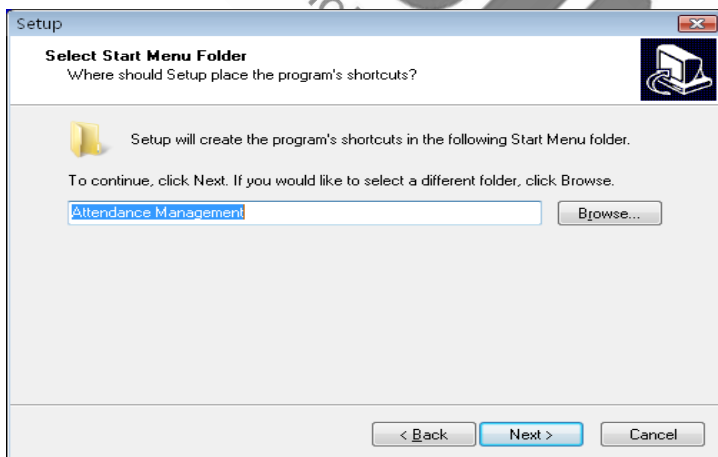 Setup
Select Start Menu Folder
Where should Setup place the program's shortcuts?
Setup will create the program's shortcuts in the following Start Menu folder.
To continue, click Next. If you would like to select a different folder, click Browse.
Attendance Management
Browse...
< Back
Next >
Cancel